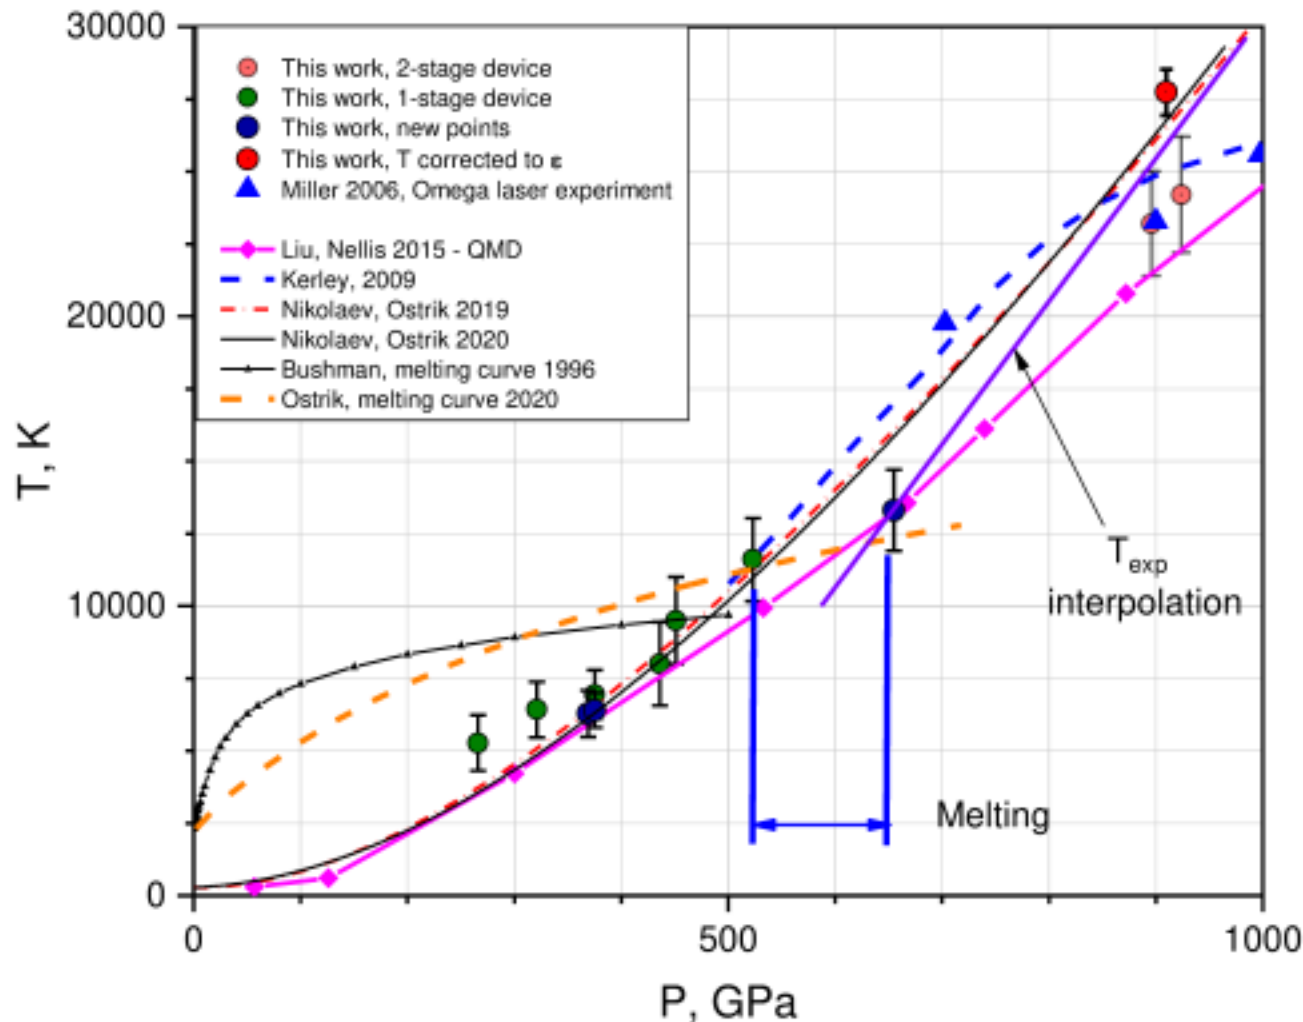 30000
20000
10000
0
T, K
This work, 2-stage device
This work, 1-stage device
This work, new points
This work, T corrected to ε
Miller 2006, Omega laser experiment
Liu, Nellis 2015 - QMD
Kerley, 2009
Nikolaev, Ostrik 2019
Nikolaev, Ostrik 2020
Bushman, melting curve 1996
Ostrik, melting curve 2020
Texp
interpolation
Melting
0 500 1000
P, GPa